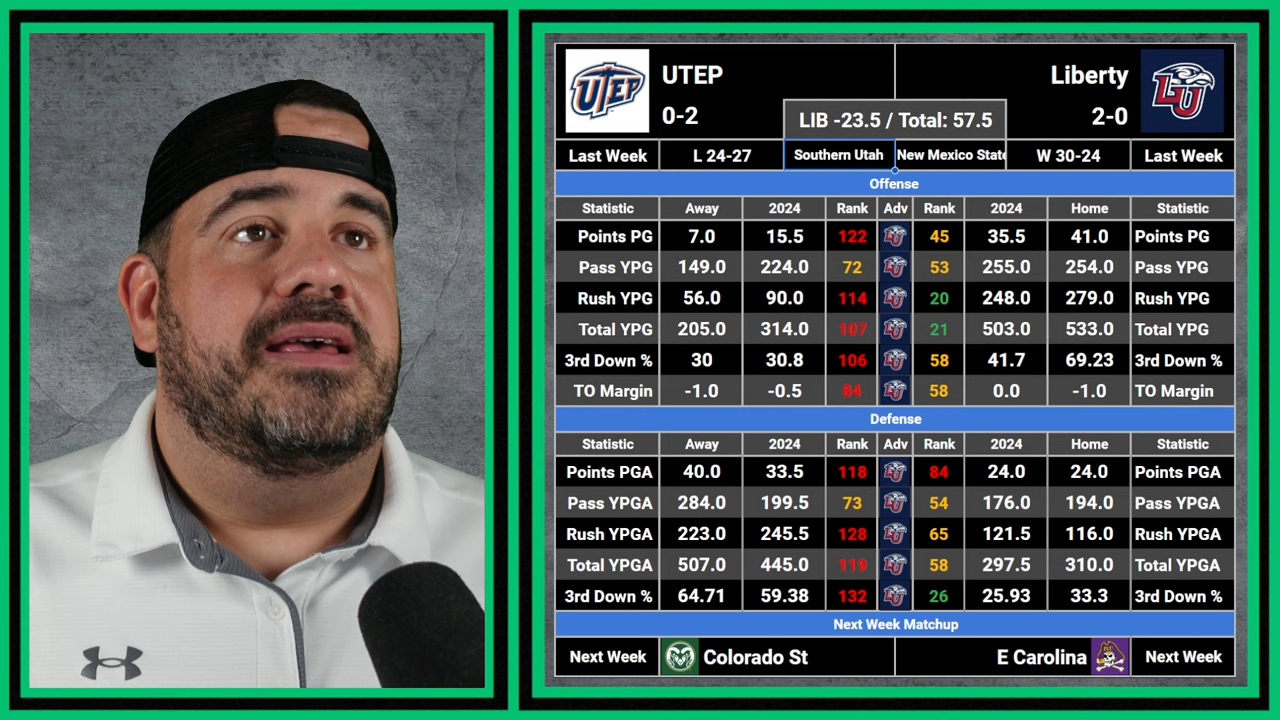 UTEP
UTEP
Liberty
LU
0-2
2-0
LIB -23.5 / Total: 57.5
Last Week L 24-27 Southern Utah New Mexico State W 30-24 Last Week
Offense
Statistic Away 2024 Rank Adv Rank 2024 Home Statistic
Points PG 7.0 15.5 122 LU 45 35.5 41.0 Points PG
Pass YPG 149.0 224.0 72 LU 53 255.0 254.0 Pass YPG
Rush YPG 56.0 90.0 114 LU 20 248.0 279.0 Rush YPG
Total YPG 205.0 314.0 107 LU 21 503.0 533.0 Total YPG
3rd Down % 30 30.8 106 LU 58 41.7 69.23 3rd Down %
TO Margin -1.0 -0.5 84 LU 58 0.0 -1.0 TO Margin
Defense
Statistic Away 2024 Rank Adv Rank 2024 Home Statistic
Points PGA 40.0 33.5 118 LU 84 24.0 24.0 Points PGA
Pass YPGA 284.0 199.5 73 LU 54 176.0 194.0 Pass YPGA
Rush YPGA 223.0 245.5 128 LU 65 121.5 116.0 Rush YPGA
Total YPGA 507.0 445.0 119 LU 58 297.5 310.0 Total YPGA
3rd Down % 64.71 59.38 132 LU 26 25.93 33.3 3rd Down %
Next Week Matchup
Next Week Colorado St E Carolina Next Week